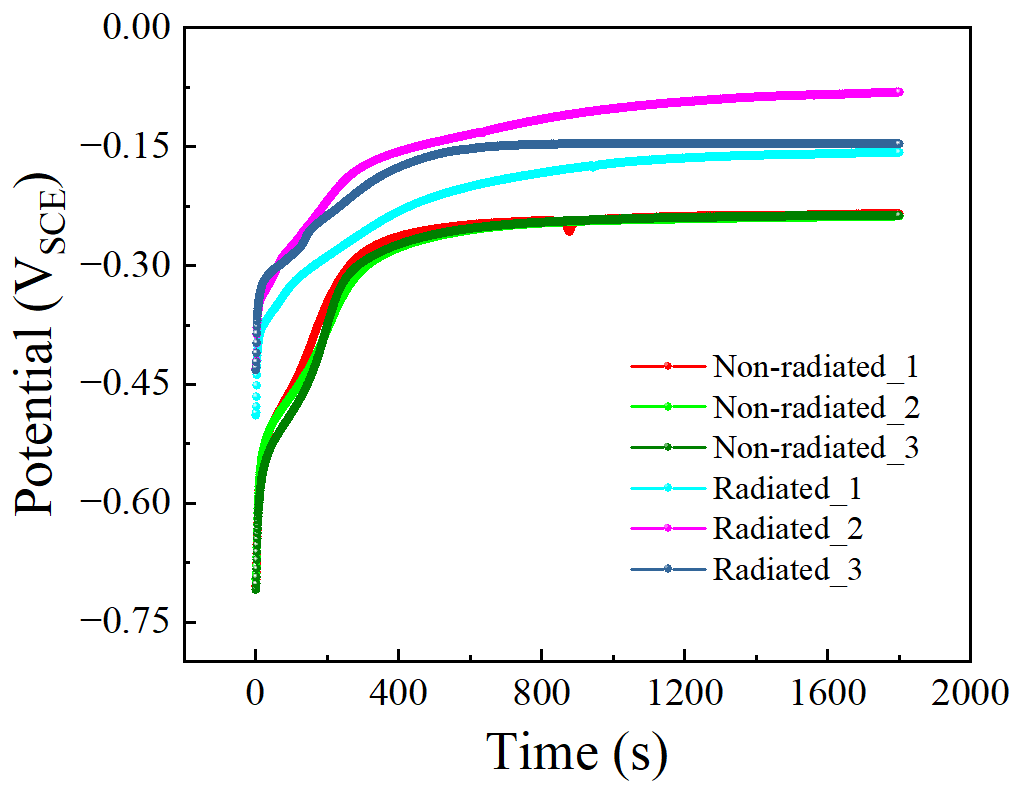 0.00
−0.15
−0.30
−0.45
−0.60
−0.75
Potential (V_SCE)
Non-radiated_1
Non-radiated_2
Non-radiated_3
Radiated_1
Radiated_2
Radiated_3
0 400 800 1200 1600 2000
Time (s)